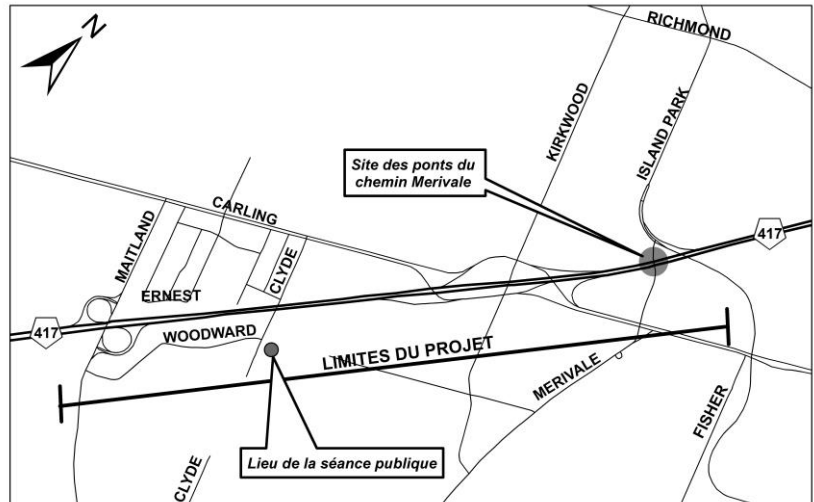 N
RICHMOND
KIRKWOOD
ISLAND PARK
Site des ponts du
chemin Merivale
CARLING
MAITLAND
CLYDE
417
ERNEST
417
WOODWARD
LIMITES DU PROJET
MERIVALE
FISHER
Lieu de la séance publique
CLYDE